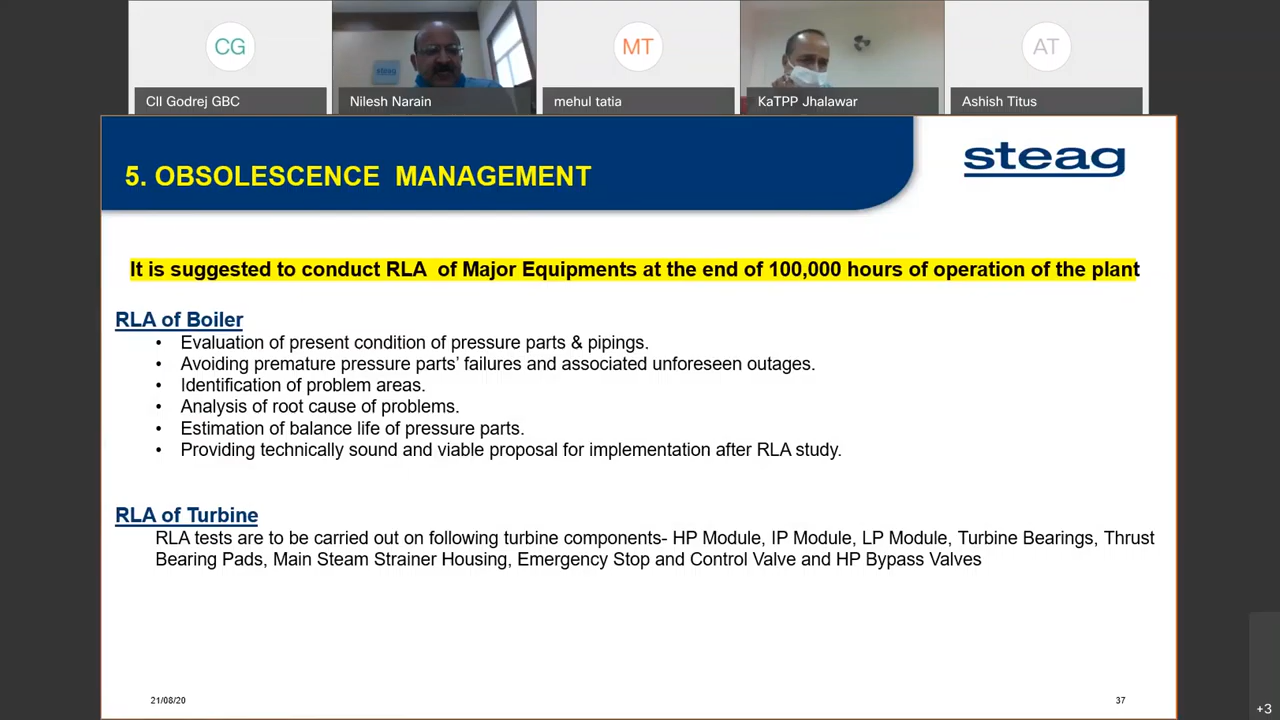 CG
MT
AT
CII Godrej GBC
Nilesh Narain
mehul tatia
KaTPP Jhalawar
Ashish Titus
steag
5. OBSOLESCENCE MANAGEMENT
steag
It is suggested to conduct RLA of Major Equipments at the end of 100,000 hours of operation of the plant
RLA of Boiler
• Evaluation of present condition of pressure parts & pipings.
• Avoiding premature pressure parts’ failures and associated unforeseen outages.
• Identification of problem areas.
• Analysis of root cause of problems.
• Estimation of balance life of pressure parts.
• Providing technically sound and viable proposal for implementation after RLA study.
RLA of Turbine
RLA tests are to be carried out on following turbine components- HP Module, IP Module, LP Module, Turbine Bearings, Thrust
Bearing Pads, Main Steam Strainer Housing, Emergency Stop and Control Valve and HP Bypass Valves
21/08/20
37
+3